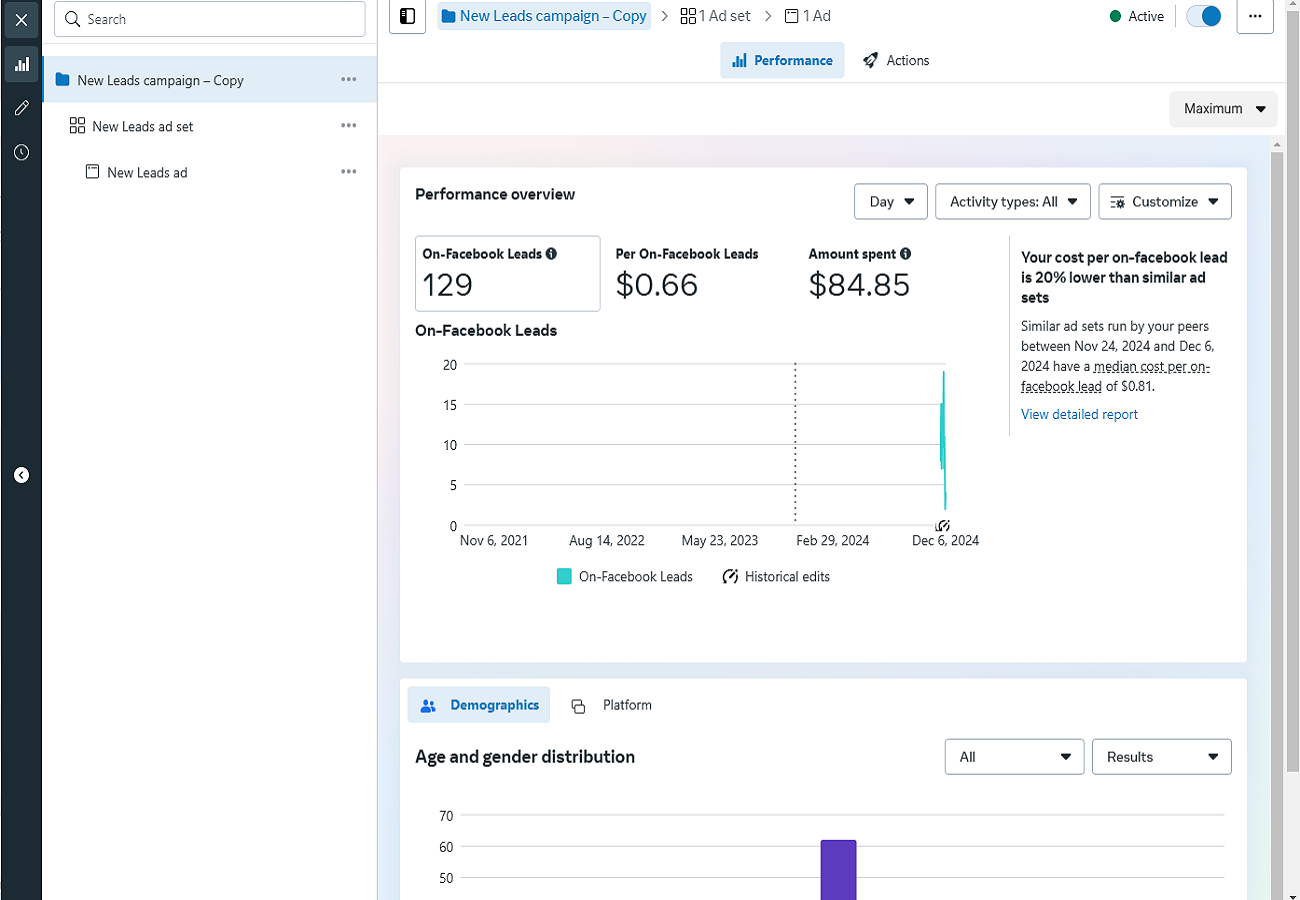 Search
New Leads campaign – Copy
New Leads ad set
New Leads ad
New Leads campaign – Copy
1 Ad set
1 Ad
Active
Performance
Actions
Maximum
Performance overview
Day
Activity types: All
Customize
On-Facebook Leads
129
Per On-Facebook Leads
$0.66
Amount spent
$84.85
Your cost per on-facebook lead
is 20% lower than similar ad
sets
Similar ad sets run by your peers
between Nov 24, 2024 and Dec 6,
2024 have a median cost per on-
facebook lead of $0.81.
View detailed report
On-Facebook Leads
20
15
10
5
0
Nov 6, 2021
Aug 14, 2022
May 23, 2023
Feb 29, 2024
Dec 6, 2024
On-Facebook Leads
Historical edits
Demographics
Platform
Age and gender distribution
All
Results
70
60
50